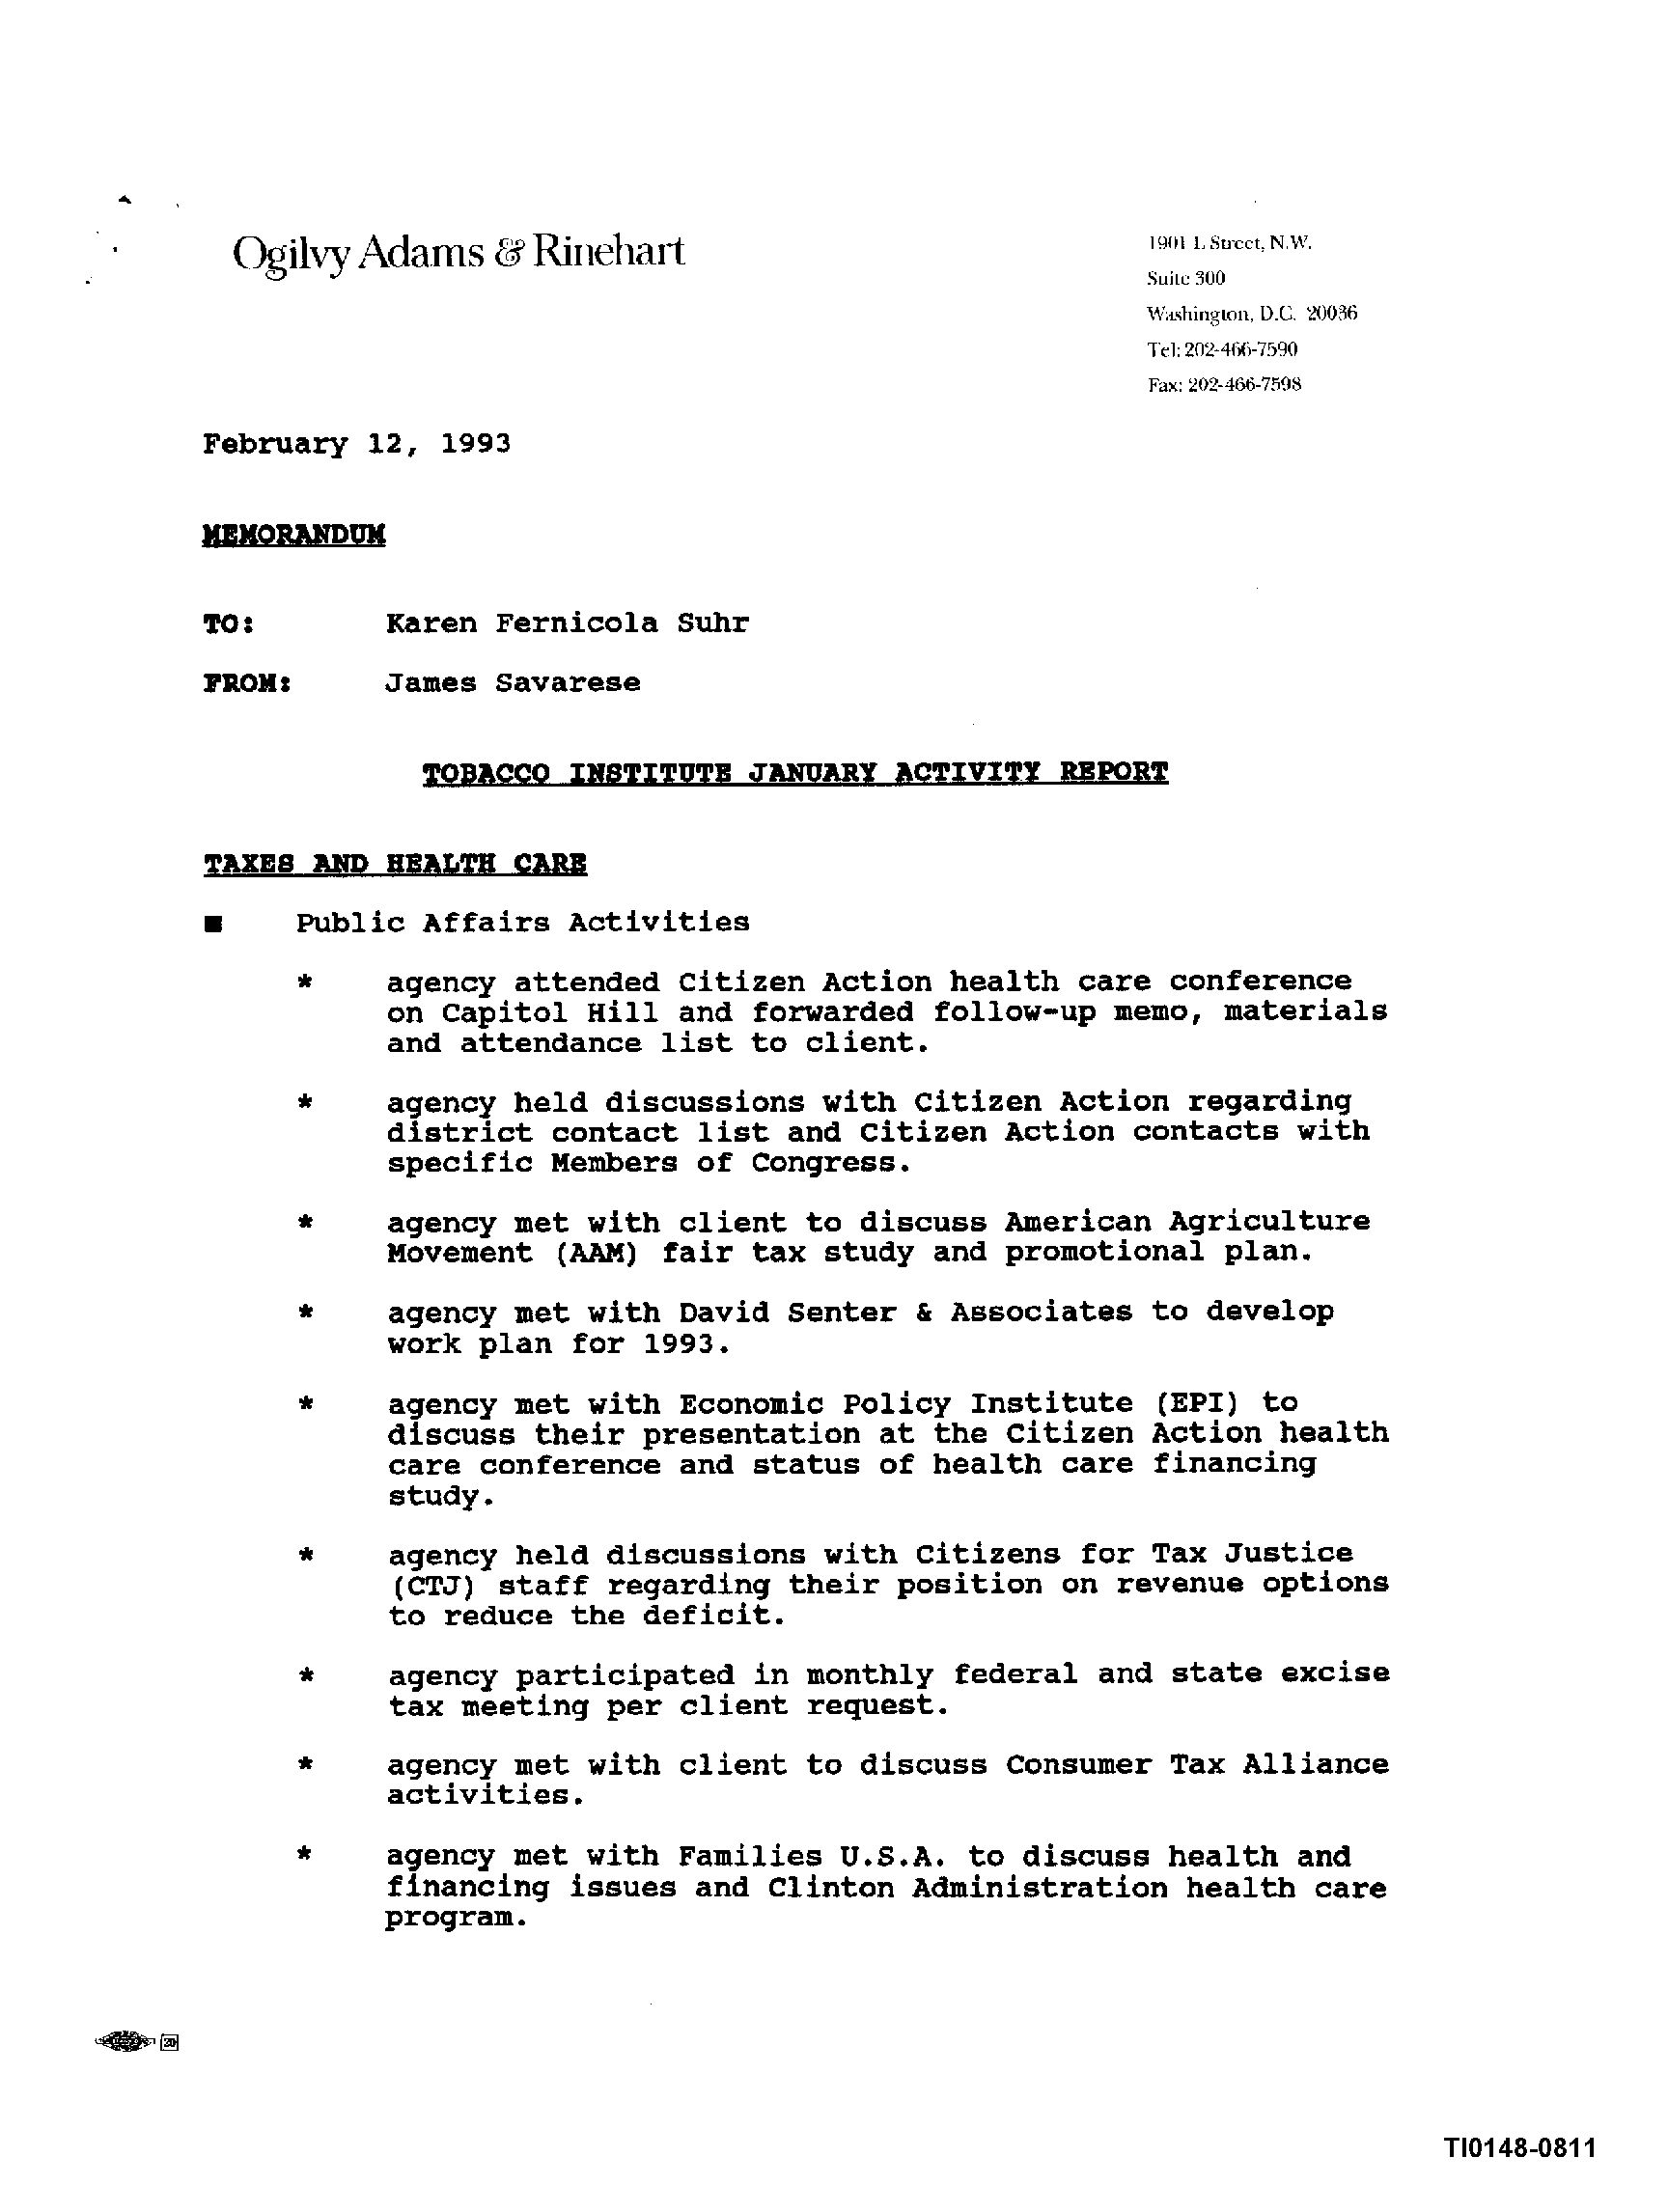 Ogilvy Adams & Rinehart
1901 L Street, N.W.
Suite 300
Washington, D.C. 20036
Tel: 202-466-7590
Fax: 202-466-7598
February 12, 1993
MEMORANDUM
TO: Karen Fernicola Suhr
FROM: James Savarese
TOBACCO INSTITUTE JANUARY ACTIVITY REPORT
TAXES AND HEALTH CARE
■ Public Affairs Activities
* agency attended Citizen Action health care conference
on Capitol Hill and forwarded follow-up memo, materials
and attendance list to client.
* agency held discussions with Citizen Action regarding
district contact list and Citizen Action contacts with
specific Members of Congress.
* agency met with client to discuss American Agriculture
Movement (AAM) fair tax study and promotional plan.
* agency met with David Senter & Associates to develop
work plan for 1993.
* agency met with Economic Policy Institute (EPI) to
discuss their presentation at the Citizen Action health
care conference and status of health care financing
study.
* agency held discussions with Citizens for Tax Justice
(CTJ) staff regarding their position on revenue options
to reduce the deficit.
* agency participated in monthly federal and state excise
tax meeting per client request.
* agency met with client to discuss Consumer Tax Alliance
activities.
* agency met with Families U.S.A. to discuss health and
financing issues and Clinton Administration health care
program.
TI0148-0811